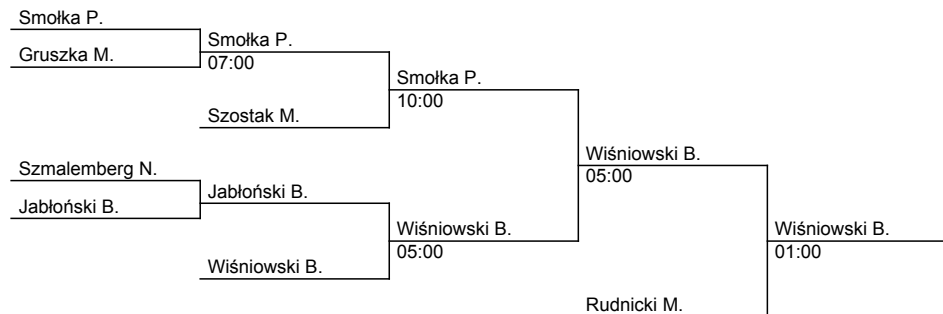 Smołka P.
Gruszka M.
Smołka P.
07:00
Szostak M.
Smołka P.
10:00
Szmalemberg N.
Jabłoński B.
Jabłoński B.
Wiśniowski B.
Wiśniowski B.
05:00
Wiśniowski B.
05:00
Rudnicki M.
Wiśniowski B.
01:00